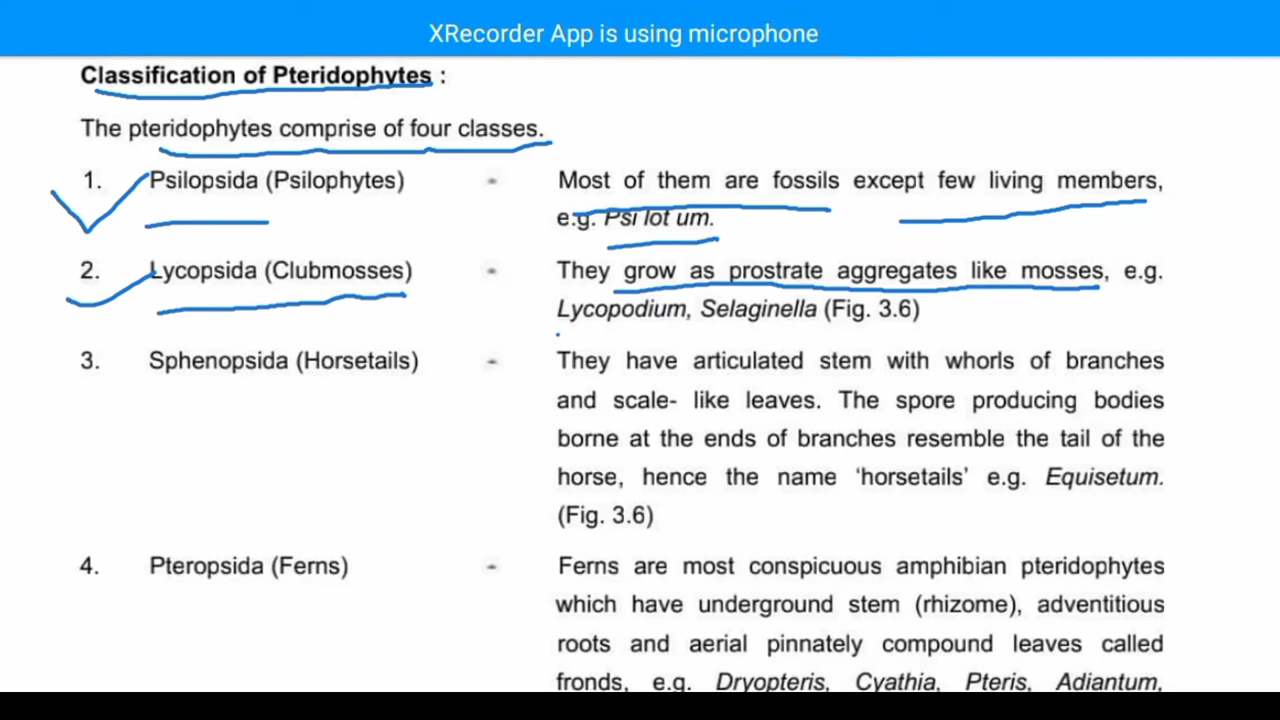 XRecorder App is using microphone
Classification of Pteridophytes :
The pteridophytes comprise of four classes.
1. Psilopsida (Psilophytes) - Most of them are fossils except few living members,
e.g. Psi lot um.
2. Lycopsida (Clubmosses) - They grow as prostrate aggregates like mosses, e.g.
Lycopodium, Selaginella (Fig. 3.6)
3. Sphenopsida (Horsetails) - They have articulated stem with whorls of branches
and scale- like leaves. The spore producing bodies
borne at the ends of branches resemble the tail of the
horse, hence the name ‘horsetails’ e.g. Equisetum.
(Fig. 3.6)
4. Pteropsida (Ferns) - Ferns are most conspicuous amphibian pteridophytes
which have underground stem (rhizome), adventitious
roots and aerial pinnately compound leaves called
fronds, e.g. Dryopteris, Cyathia, Pteris, Adiantum,